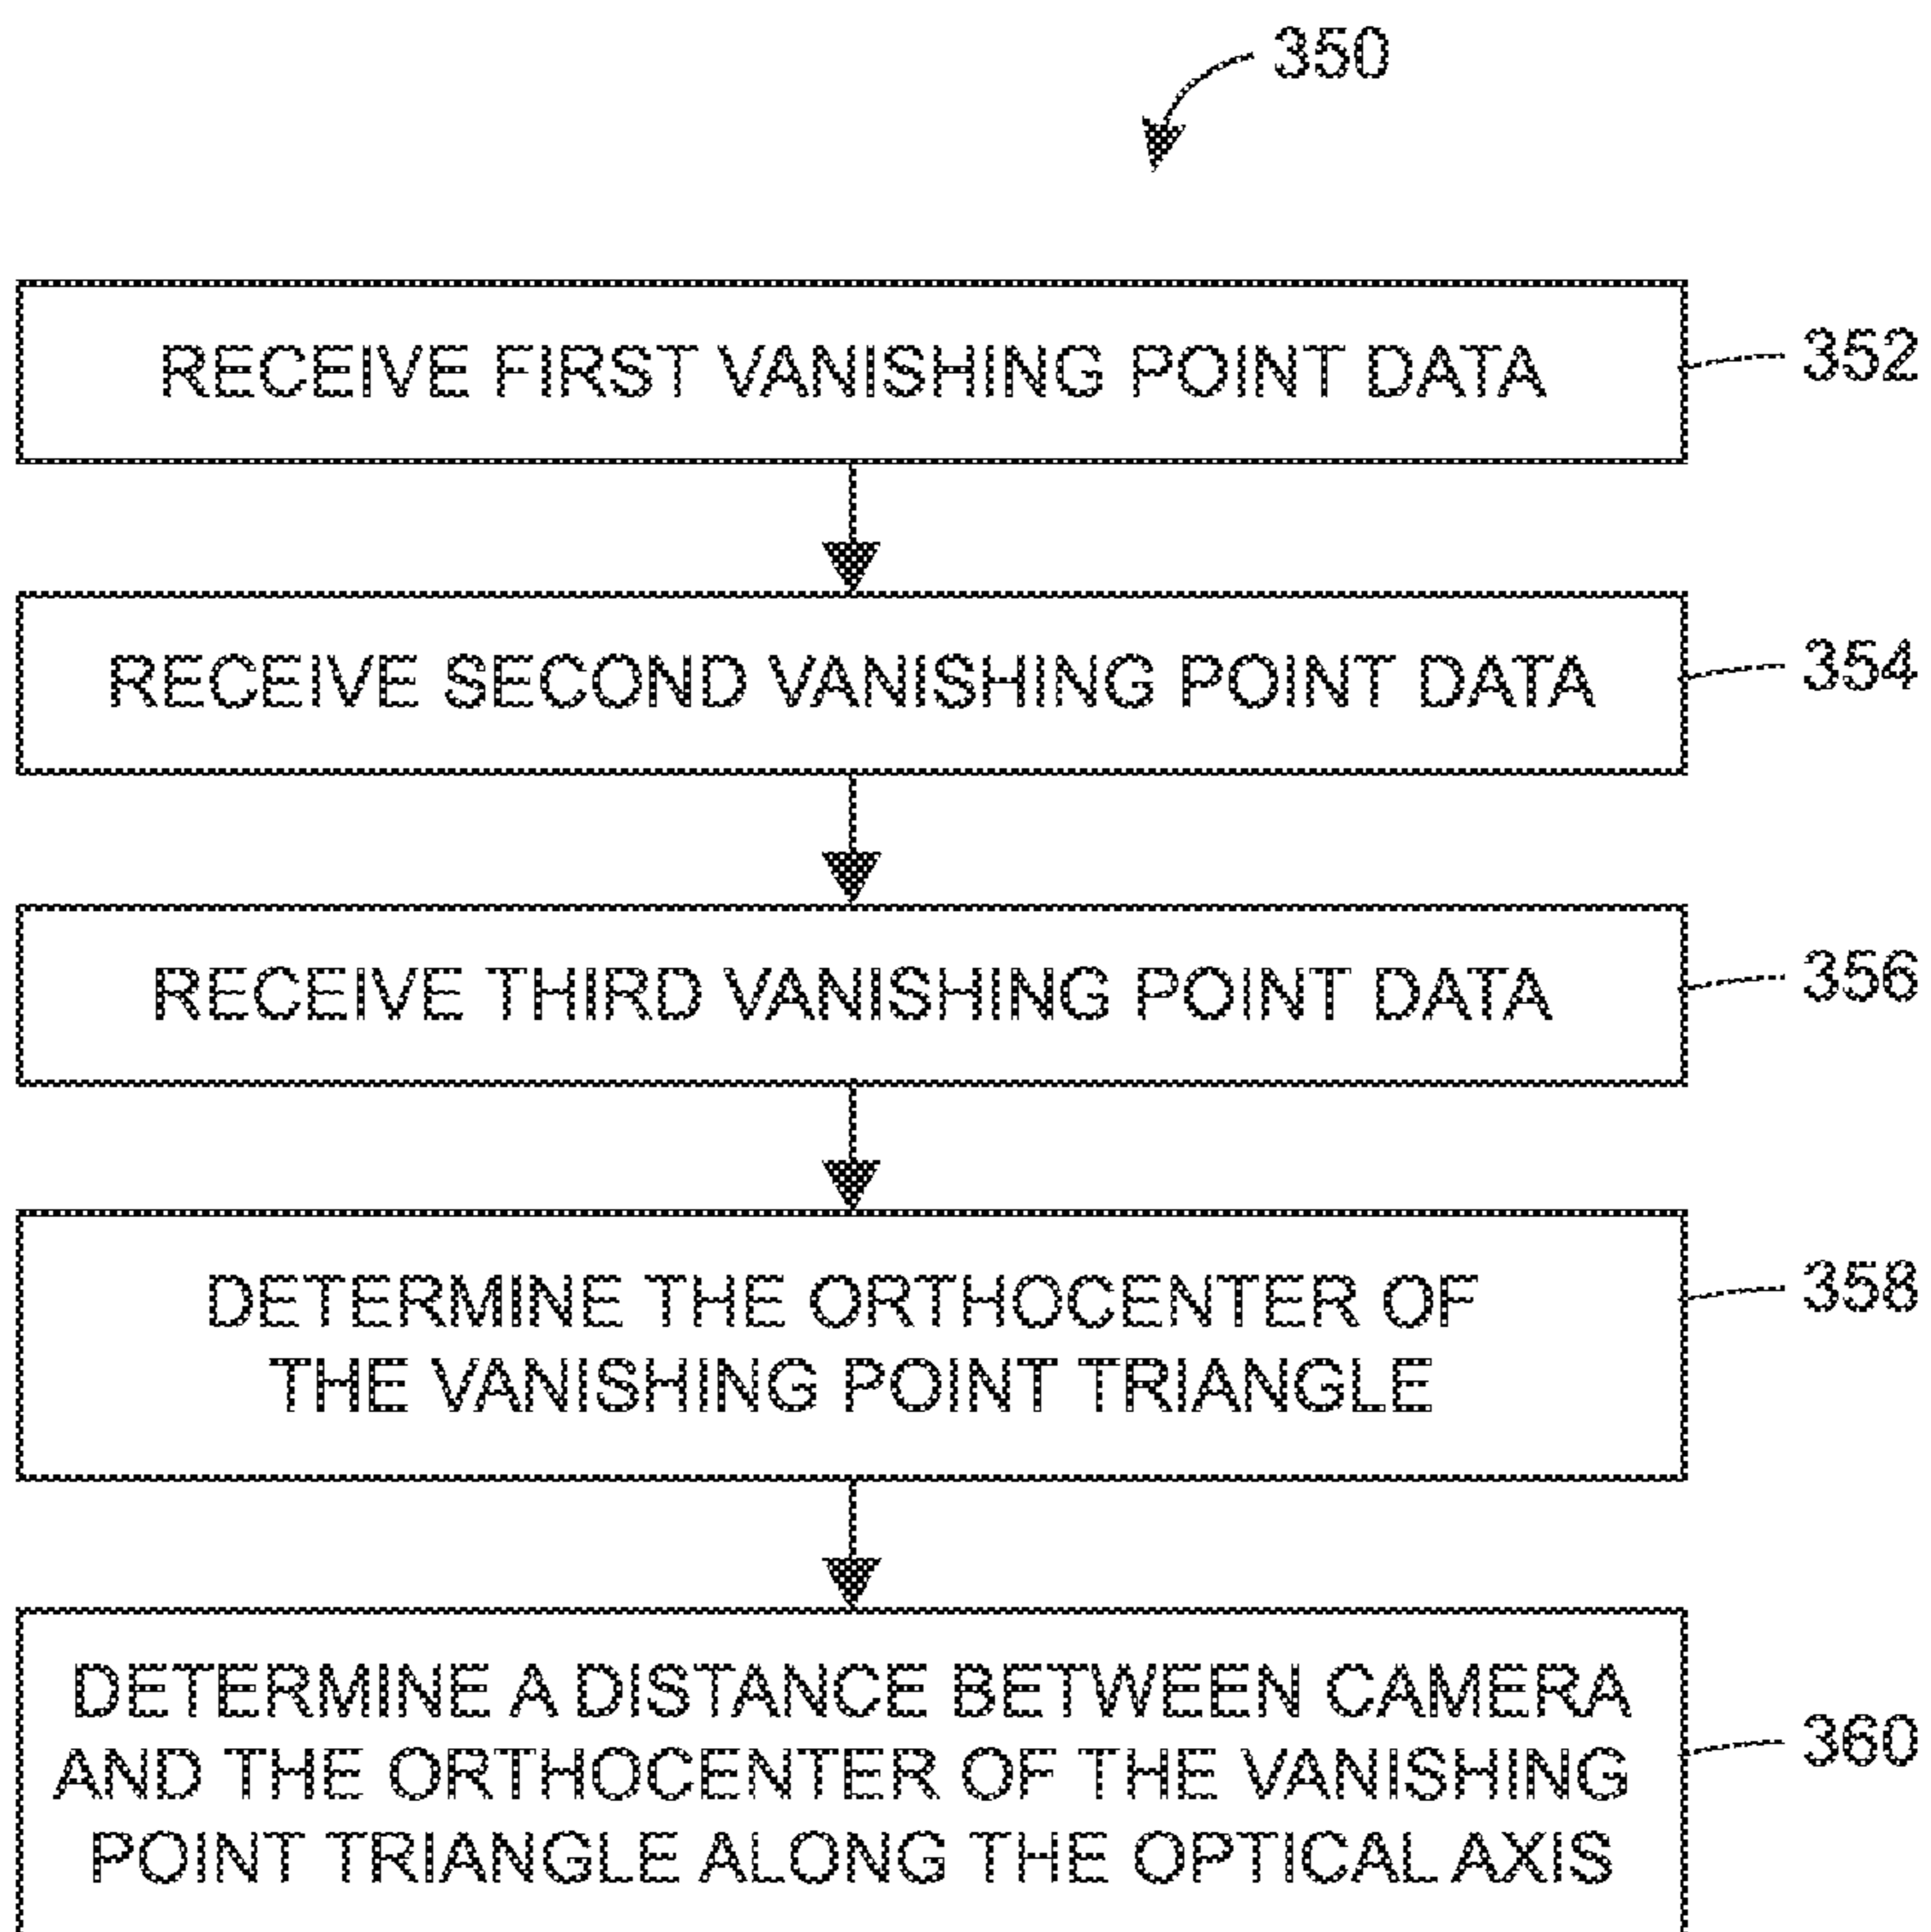 350
RECEIVE FIRST VANISHING POINT DATA
352
RECEIVE SECOND VANISHING POINT DATA
354
RECEIVE THIRD VANISHING POINT DATA
356
DETERMINE THE ORTHOCENTER OF
THE VANISHING POINT TRIANGLE
358
DETERMINE A DISTANCE BETWEEN CAMERA
AND THE ORTHOCENTER OF THE VANISHING
POINT TRIANGLE ALONG THE OPTICAL AXIS
360